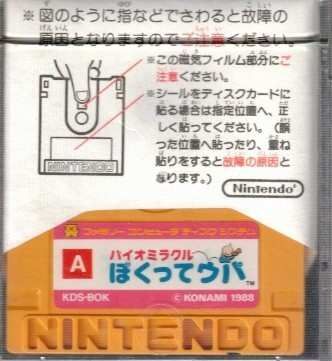 ※図のように指などでさわると故障の
原因となりますのでご注意ください。
※この磁気フィルム部分にご
注意ください。
※シールをディスクカードに
貼る場合は指定位置へ、正
しく貼ってください。（誤
った位置へ貼ったり、重ね
貼りをすると故障の原因と
なります。）
NINTENDO
Nintendo®
ファミリー コンピュータ ディスク システム
A
バイオミラクル
ぼくってウパ™
KDS-BOK
© KONAMI 1988
NINTENDO